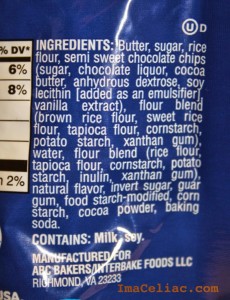 U D
% DV*
6%
8%
n 2%
USA
INGREDIENTS: Butter, sugar, rice
flour, semi sweet chocolate chips
(sugar, chocolate liquor, cocoa
butter, anhydrous dextrose, soy
lecithin [added as an emulsifier],
vanilla extract), flour blend
(brown rice flour, sweet rice
flour, tapioca flour, cornstarch,
potato starch, xanthan gum),
water, flour blend (rice flour,
tapioca flour, cornstarch, potato
starch, inulin, xanthan gum),
natural flavor, invert sugar, guar
gum, food starch-modified, corn
starch, cocoa powder, baking
soda.
CONTAINS: Milk, soy.
MANUFACTURED FOR
ABC BAKERS/INTERBAKE FOODS LLC
RICHMOND, VA 23233
ImaCeliac.com